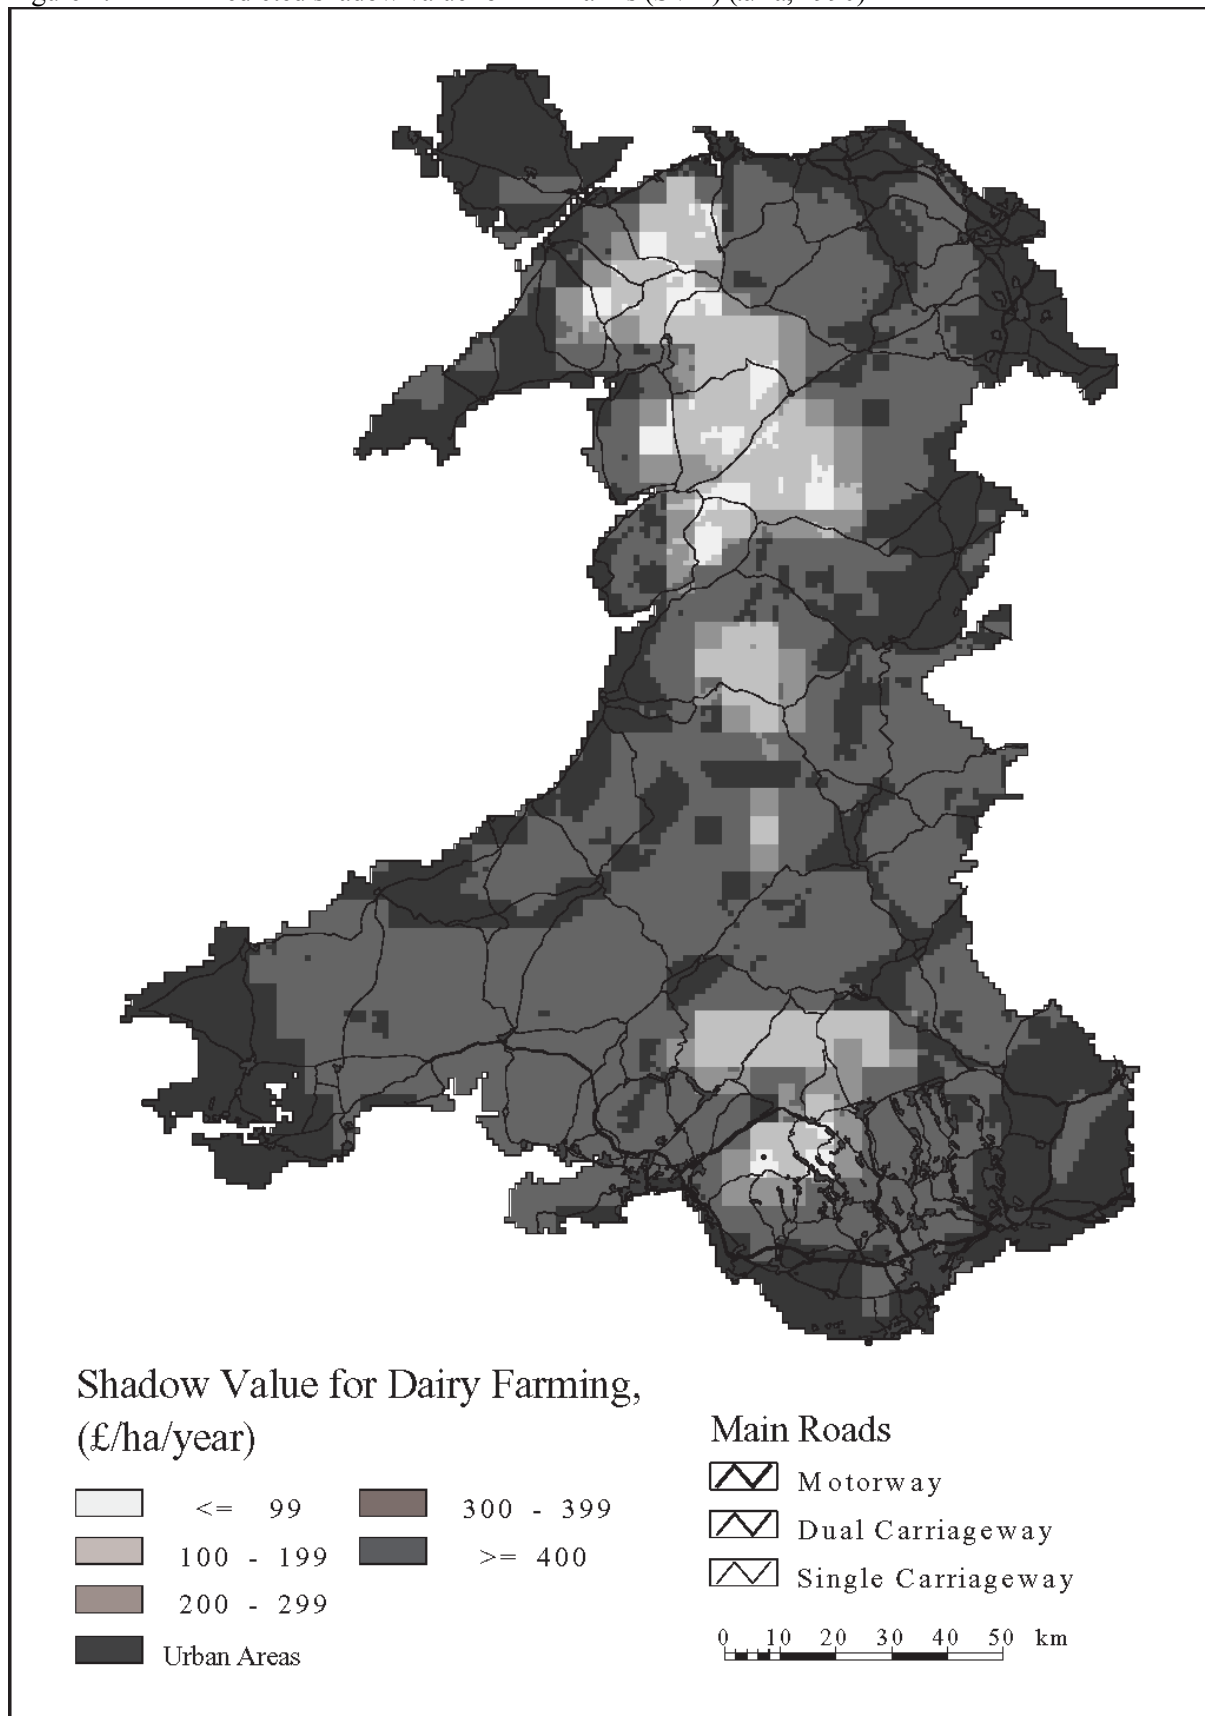 Shadow Value for Dairy Farming,
(£/ha/year)
<= 99
100 - 199
200 - 299
Urban Areas
300 - 399
>= 400
Main Roads
Motorway
Dual Carriageway
Single Carriageway
0 10 20 30 40 50 km